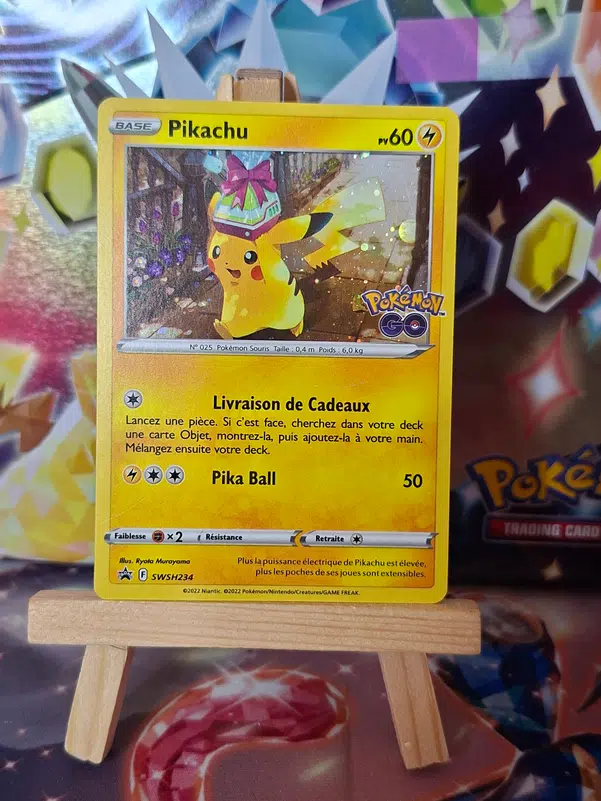 BASE Pikachu PV60
Pokémon
GO
N° 025 Pokémon Souris Taille : 0,4 m Poids : 6,0 kg
Livraison de Cadeaux
Lancez une pièce. Si c'est face, cherchez dans votre deck
une carte Objet, montrez-la, puis ajoutez-la à votre main.
Mélangez ensuite votre deck.
Pika Ball 50
Faiblesse ×2 Résistance Retraite
Illus. Ryota Murayama
Plus la puissance électrique de Pikachu est élevée,
plus les poches de ses joues sont extensibles.
F SWSH234
©2022 Niantic. ©2022 Pokémon/Nintendo/Creatures/GAME FREAK.
Poké
TRADING CARD